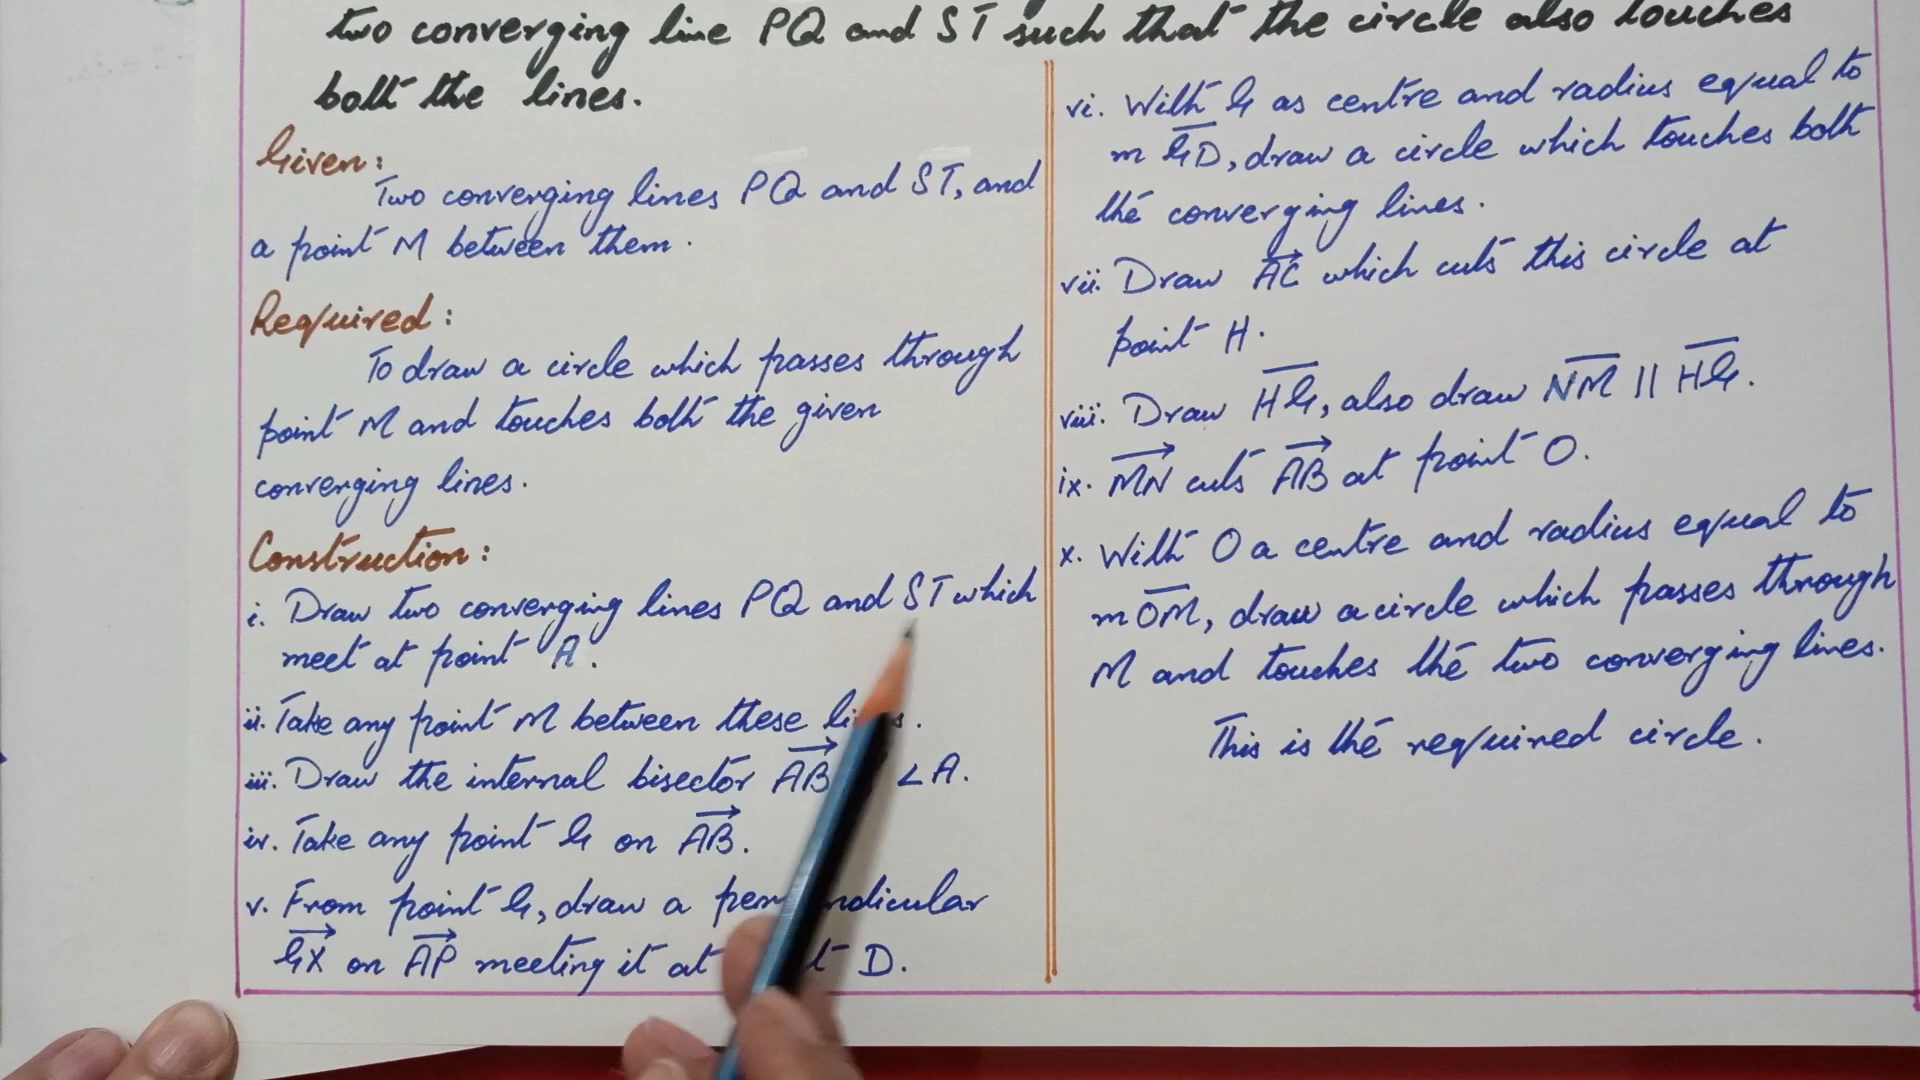 two converging line PQ and ST such that the circle also touches
both the lines.
Given:
Two converging lines PQ and ST, and
a point M between them.
Required:
To draw a circle which passes through
point M and touches both the given
converging lines.
Construction:
i. Draw two converging lines PQ and ST which
meet at point A.
ii. Take any point M between these
iii. Draw the internal bisector AB ∠A.
iv. Take any point G on AB.
v. From point G, draw a
GX on AP meeting it at D.
vi. With G as centre and radius equal to
m GD, draw a circle which touches both
the converging lines.
vii. Draw AC which cuts this circle at
point H.
viii. Draw HG, also draw NM || HG.
ix. MN cuts AB at point O.
x. With O a centre and radius equal to
m OM, draw a circle which passes through
M and touches the two converging lines.
This is the required circle.